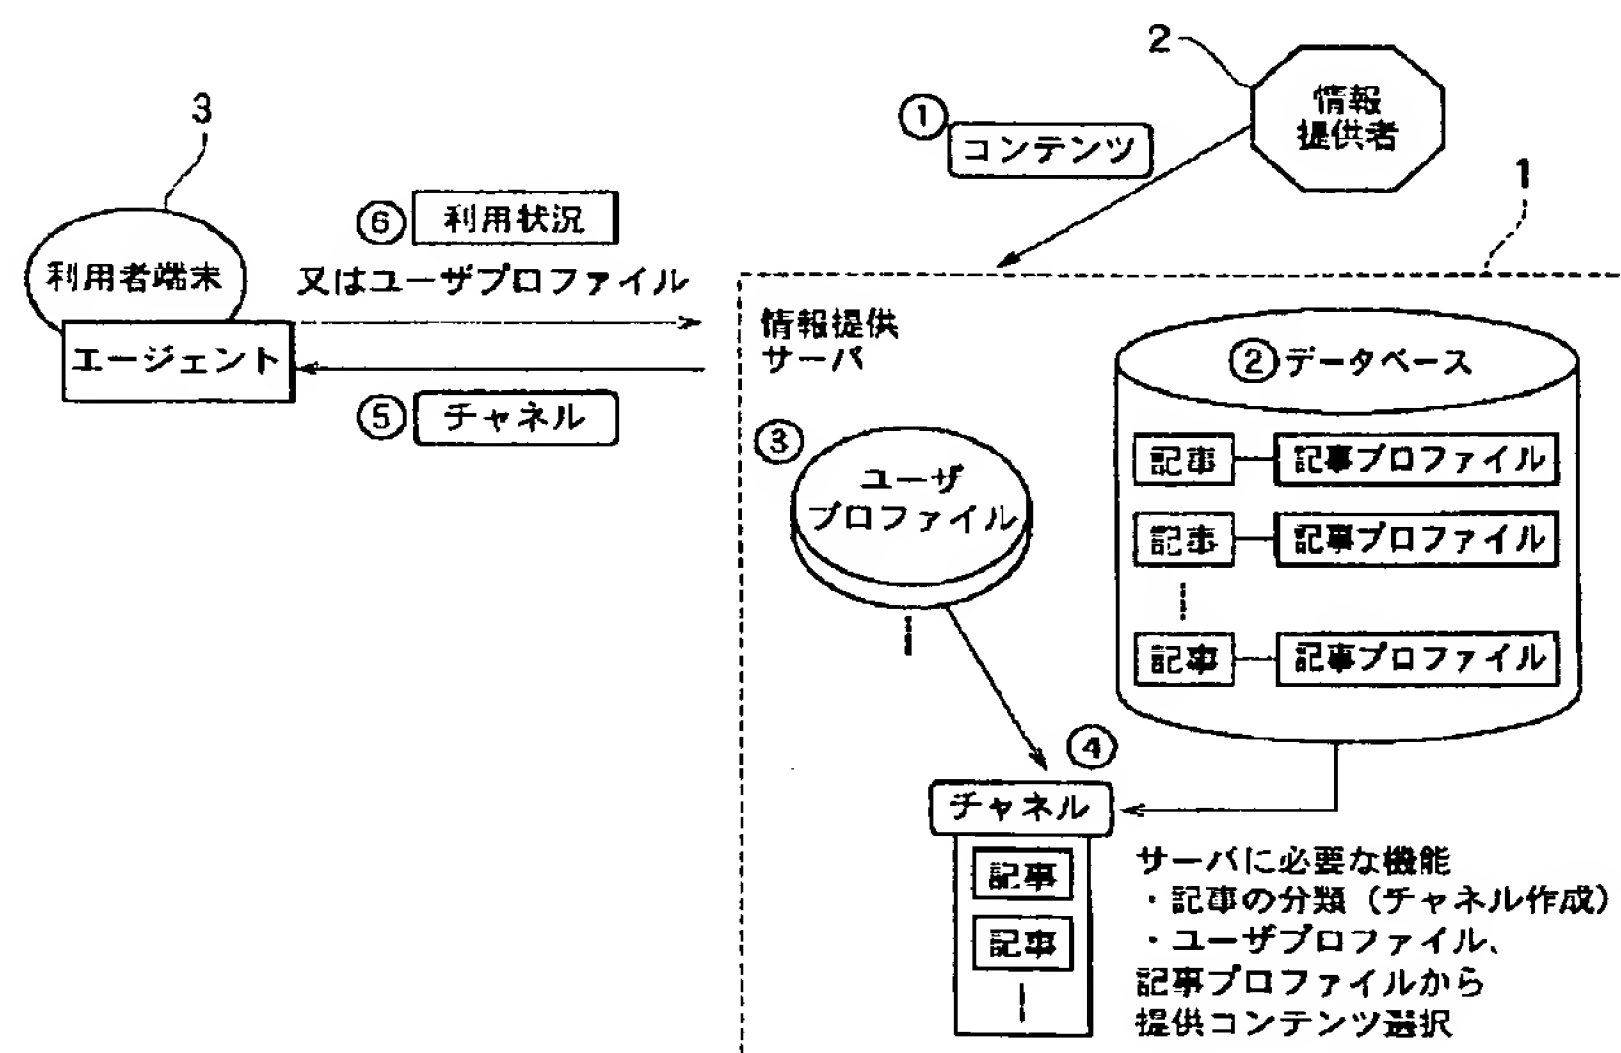 2
情報
提供者
①
コンテンツ
3
1
⑥ 利用状況
又はユーザプロファイル
利用者端末
エージェント
⑤ チャネル
情報提供
サーバ
② データベース
③
ユーザ
プロファイル
記事 記事プロファイル
記事 記事プロファイル
記事 記事プロファイル
④
チャネル
記事
記事
サーバに必要な機能
・記事の分類(チャネル作成)
・ユーザプロファイル、
記事プロファイルから
提供コンテンツ選択